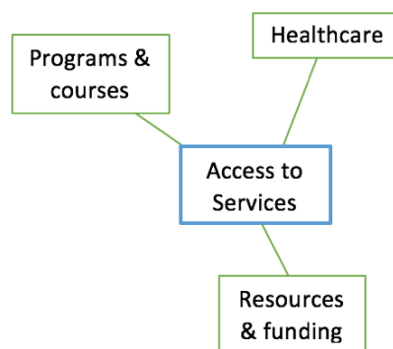 Healthcare
Programs &
courses
Access to
Services
Resources
& funding